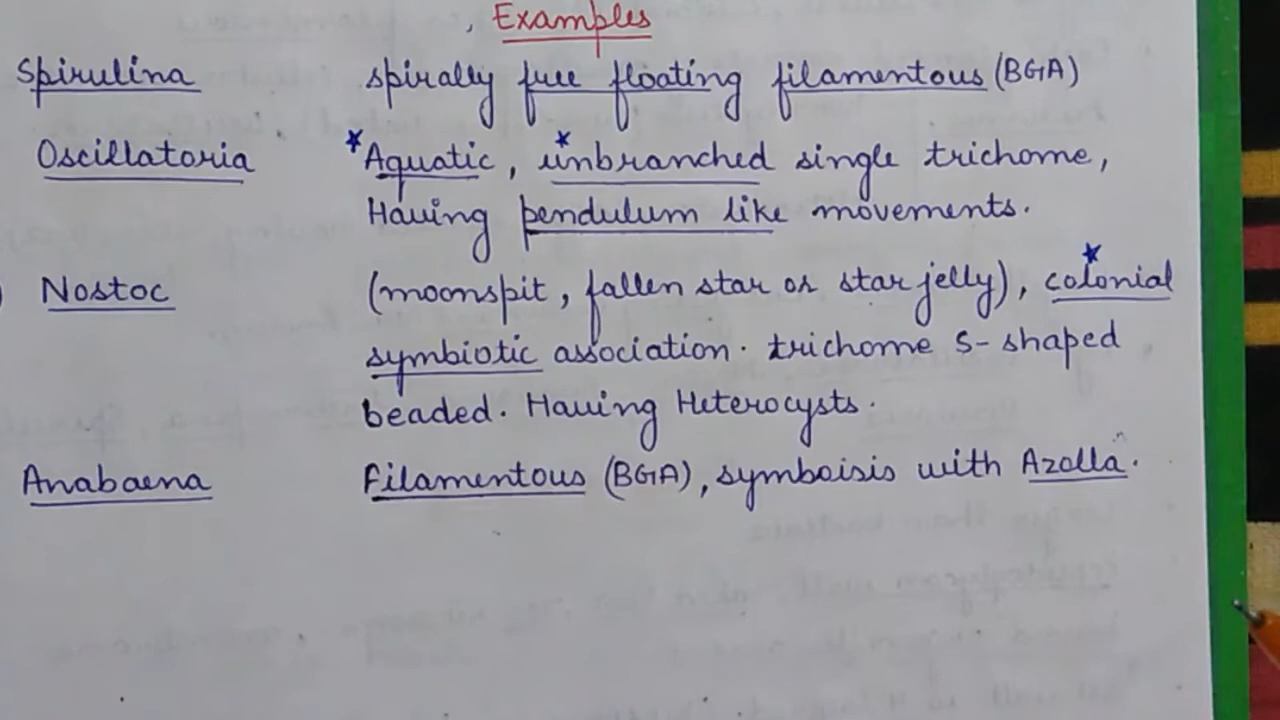 , Examples
Spirulina spirally free floating filamentous (BGA)
Oscillatoria *Aquatic, *unbranched single trichome,
Having pendulum like movements.
) Nostoc (moonspit, fallen star or star jelly), *colonial
symbiotic association. trichome S-shaped
beaded. Having Heterocysts.
Anabaena Filamentous (BGA), symboisis with Azolla.